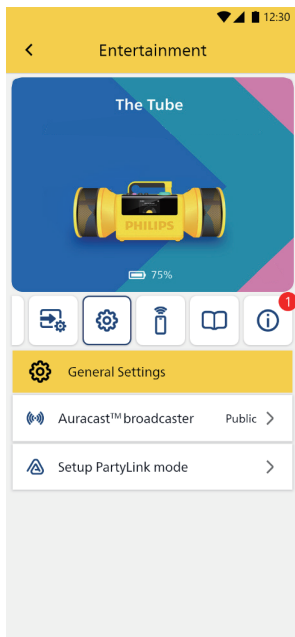 12:30
Entertainment
The Tube
PHILIPS
75%
1
General Settings
Auracast™ broadcaster Public
Setup PartyLink mode